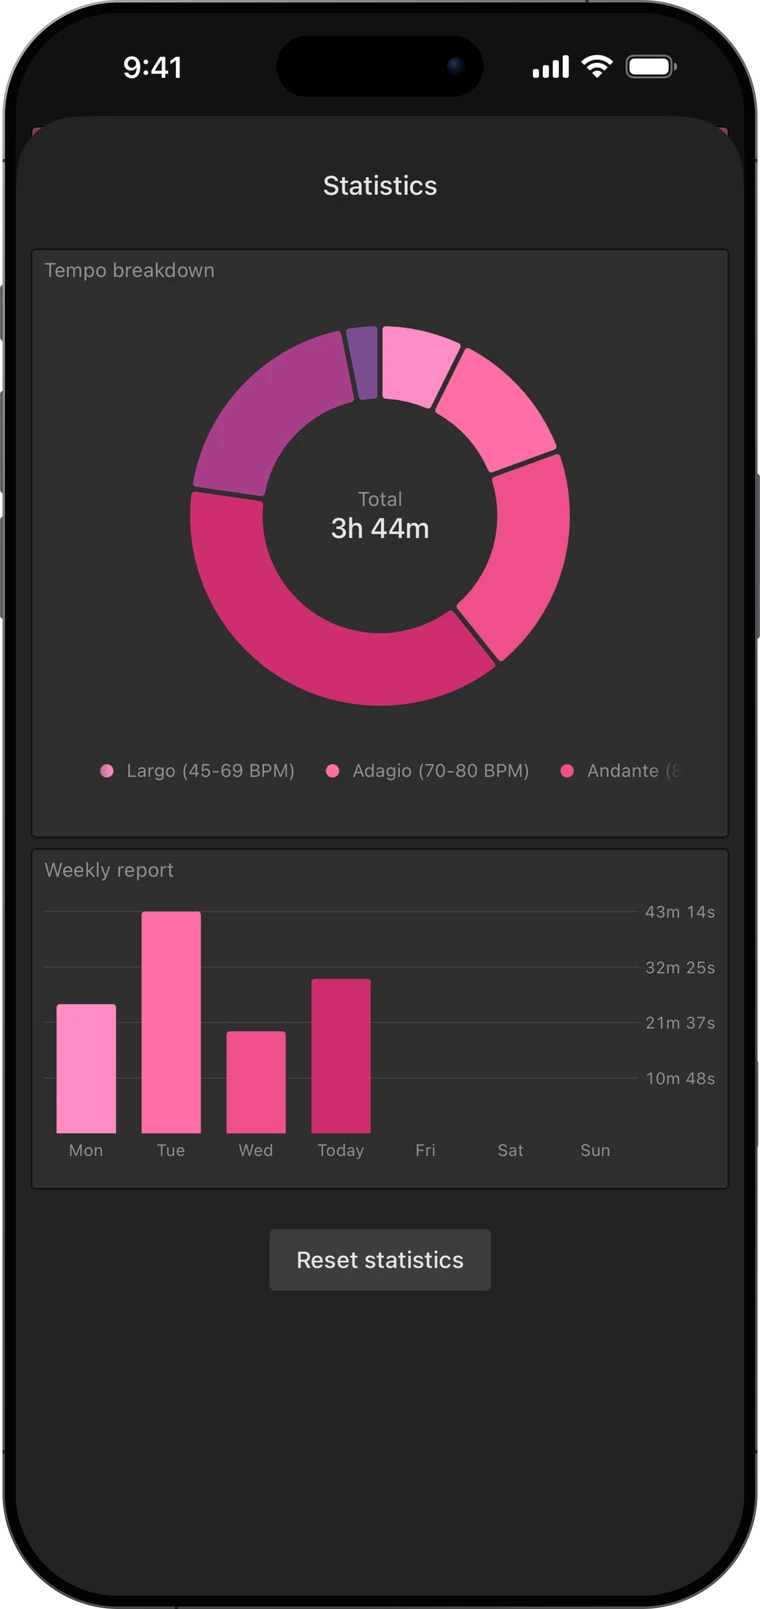 9:41
Statistics
Tempo breakdown
Total
3h 44m
Largo (45-69 BPM) Adagio (70-80 BPM) Andante (8
Weekly report
43m 14s
32m 25s
21m 37s
10m 48s
Mon Tue Wed Today Fri Sat Sun
Reset statistics